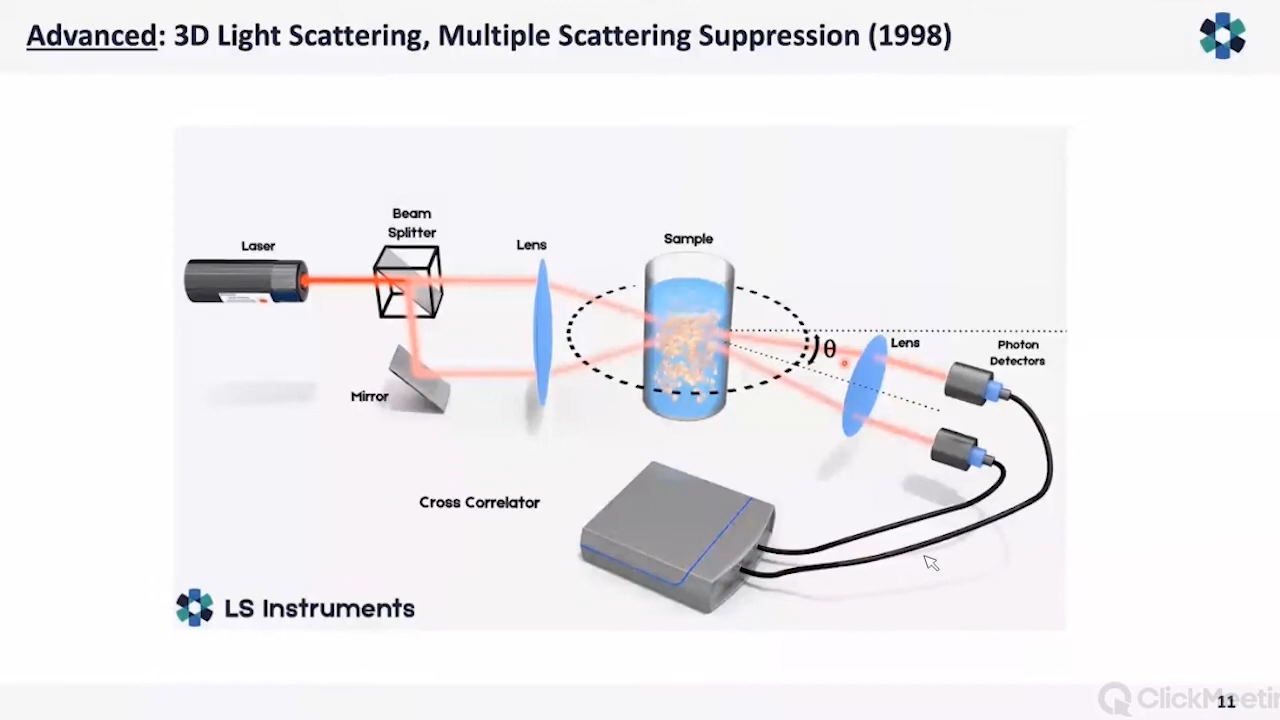 Advanced: 3D Light Scattering, Multiple Scattering Suppression (1998)
Beam
Splitter
Laser
Lens
Sample
θ
Lens
Photon
Detectors
Mirror
Cross Correlator
LS Instruments
ClickMeetin
11